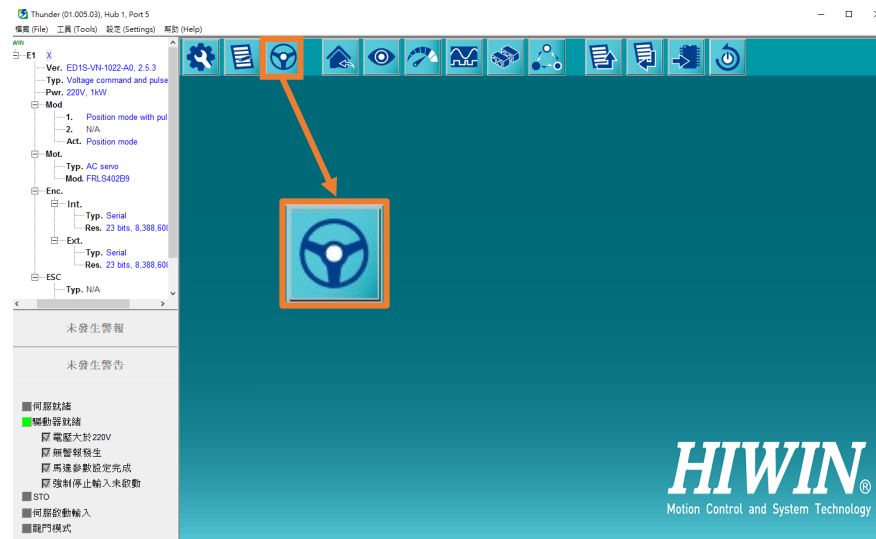 Thunder (01.005.03), Hub 1, Port 5
檔案 (File) 工具 (Tools) 設定 (Settings) 幫助 (Help)
WIN
E1 X
Ver. ED1S-VN-1022-A0, 2.5.3
Typ. Voltage command and pulse
Pwr. 220V, 1kW
Mod
1. Position mode with pul
2. N/A
Act. Position mode
Mot.
Typ. AC servo
Mod. FRLS402B9
Enc.
Int.
Typ. Serial
Res. 23 bits, 8,388,608
Ext.
Typ. Serial
Res. 23 bits, 8,388,608
ESC
Typ. N/A
未發生警報
未發生警告
伺服就緒
驅動器就緒
電壓大於220V
無警報發生
馬達參數設定完成
強制停止輸入未啟動
STO
伺服啟動輸入
龍門模式
HIWIN®
Motion Control and System Technology